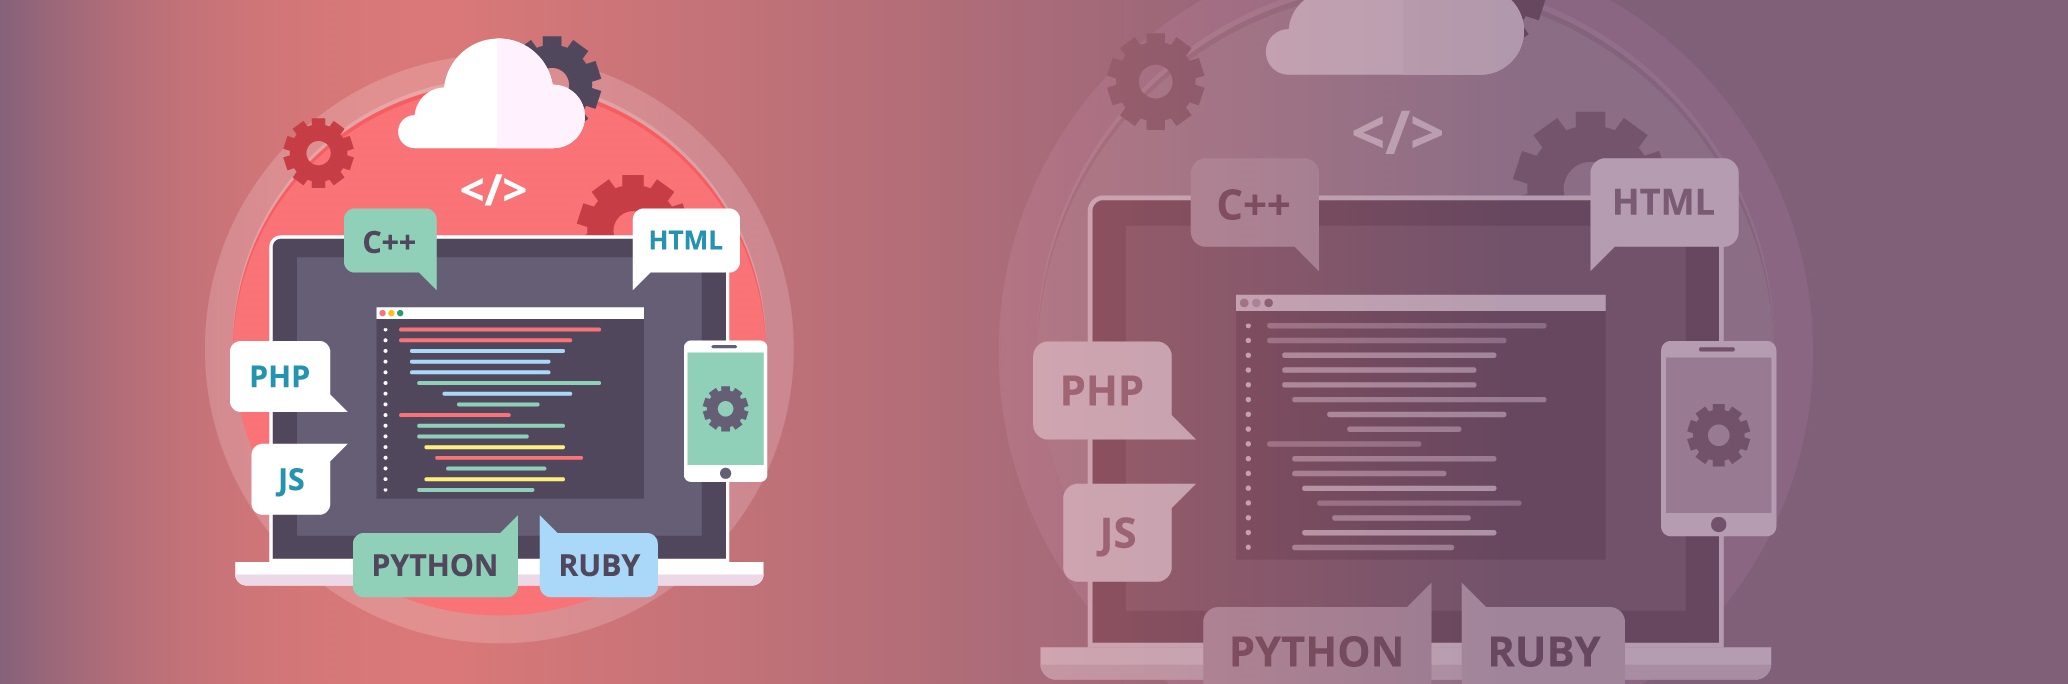 </>
C++
HTML
PHP
JS
PYTHON
RUBY
</>
C++
HTML
PHP
JS
PYTHON
RUBY